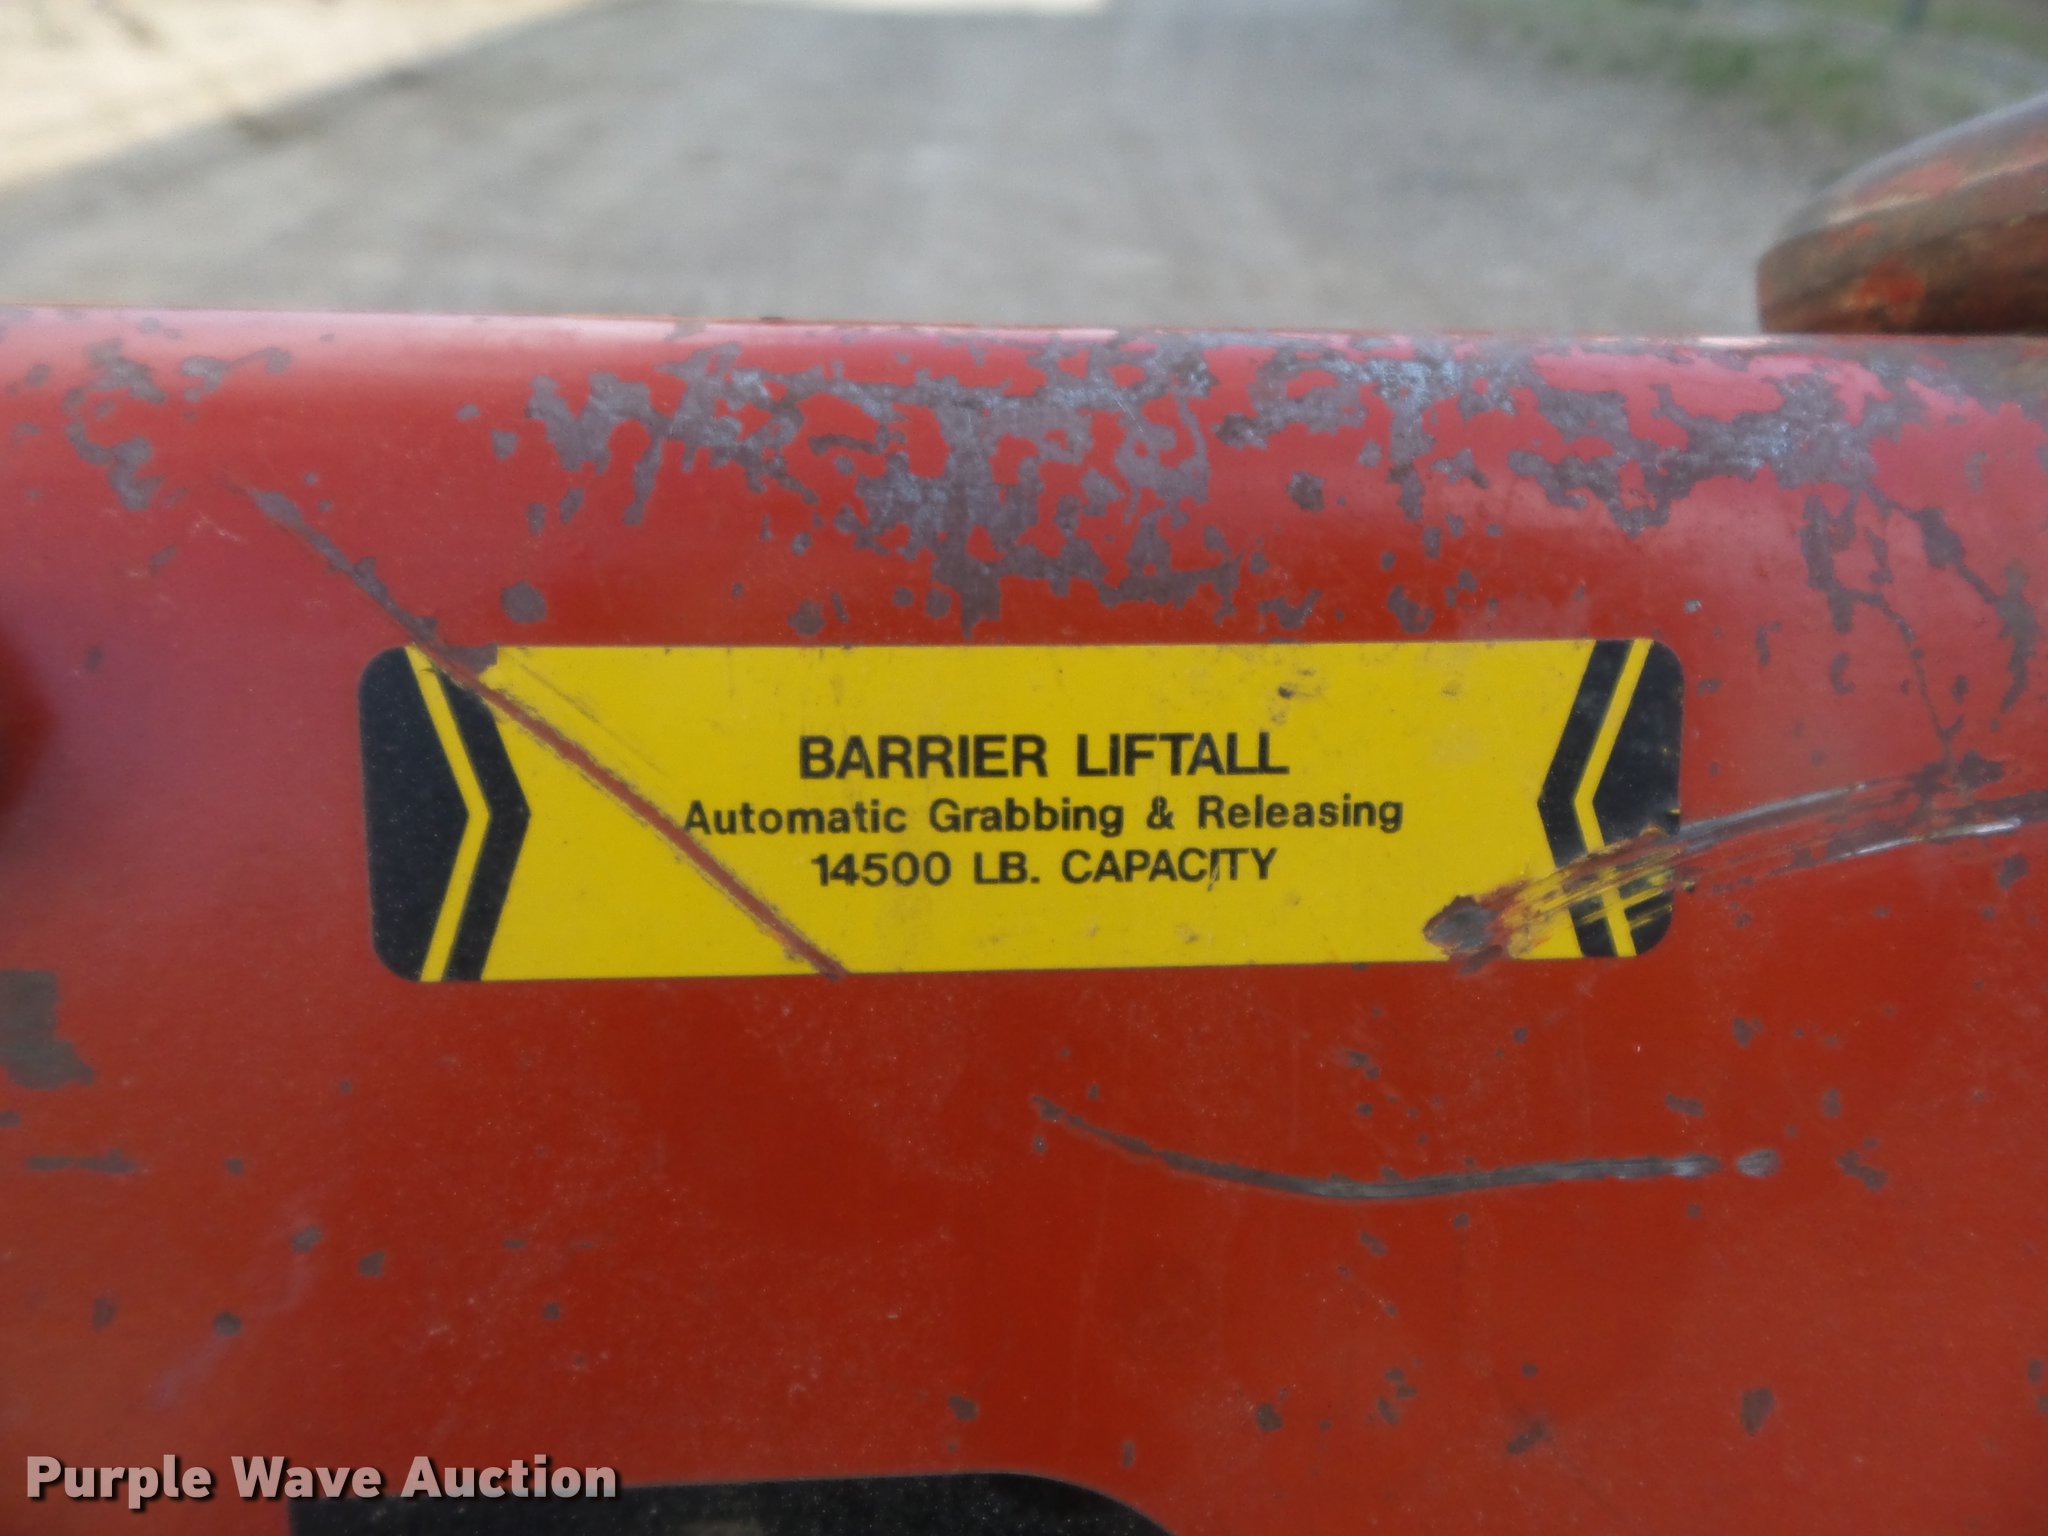 BARRIER LIFTALL
Automatic Grabbing & Releasing
14500 LB. CAPACITY
Purple Wave Auction